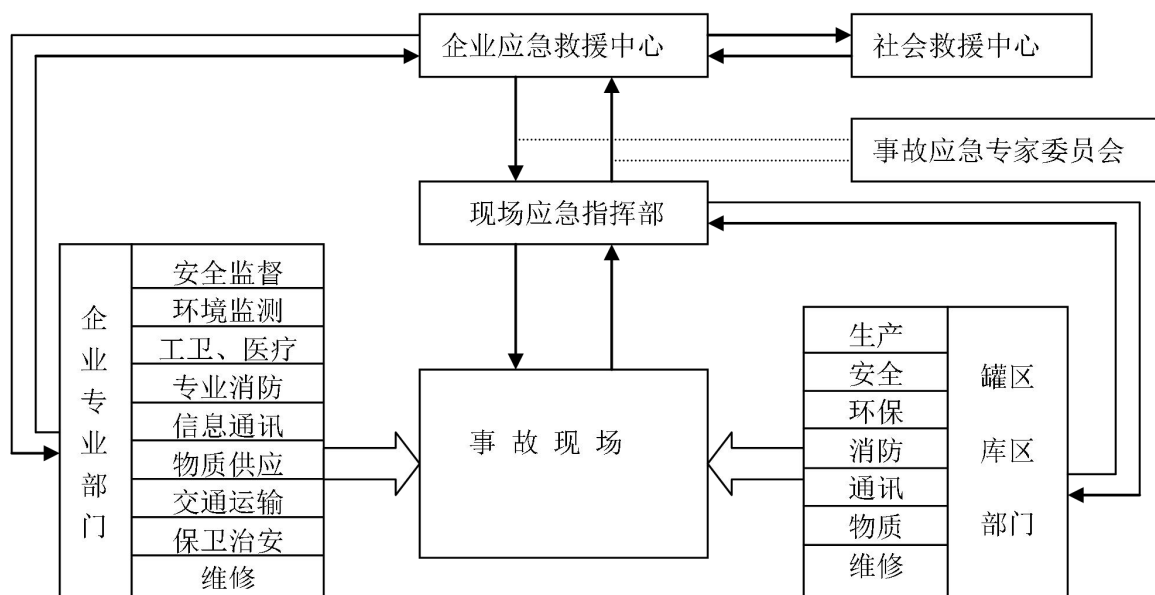 企业应急救援中心
社会救援中心
事故应急专家委员会
现场应急指挥部
企业专业部门
安全监督
环境监测
工卫、医疗
专业消防
信息通讯
物质供应
交通运输
保卫治安
维修
事故现场
生产
安全
环保
消防
通讯
物质
维修
罐区
库区
部门